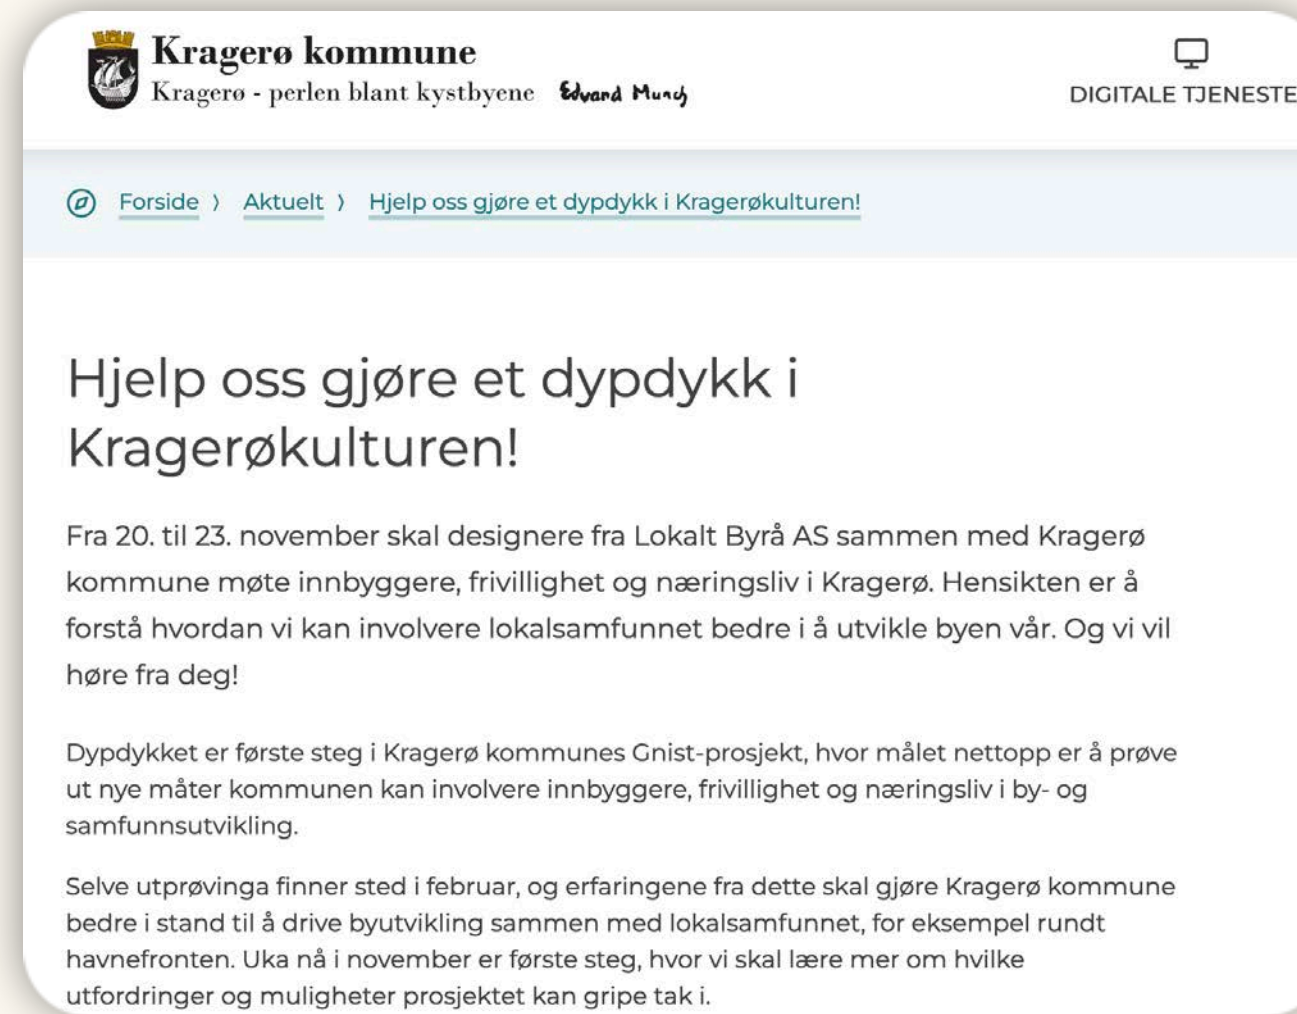 Kragerø kommune
Kragerø - perlen blant kystbyene Edvard Munch
DIGITALE TJENESTE
Forside
Aktuelt
Hjelp oss gjøre et dypdykk i Kragerøkulturen!
Hjelp oss gjøre et dypdykk i
Kragerøkulturen!
Fra 20. til 23. november skal designere fra Lokalt Byrå AS sammen med Kragerø
kommune møte innbyggere, frivillighet og næringsliv i Kragerø. Hensikten er å
forstå hvordan vi kan involvere lokalsamfunnet bedre i å utvikle byen vår. Og vi vil
høre fra deg!
Dypdykket er første steg i Kragerø kommunes Gnist-prosjekt, hvor målet nettopp er å prøve
ut nye måter kommunen kan involvere innbyggere, frivillighet og næringsliv i by- og
samfunnsutvikling.
Selve utprøvinga finner sted i februar, og erfaringene fra dette skal gjøre Kragerø kommune
bedre i stand til å drive byutvikling sammen med lokalsamfunnet, for eksempel rundt
havnefronten. Uka nå i november er første steg, hvor vi skal lære mer om hvilke
utfordringer og muligheter prosjektet kan gripe tak i.